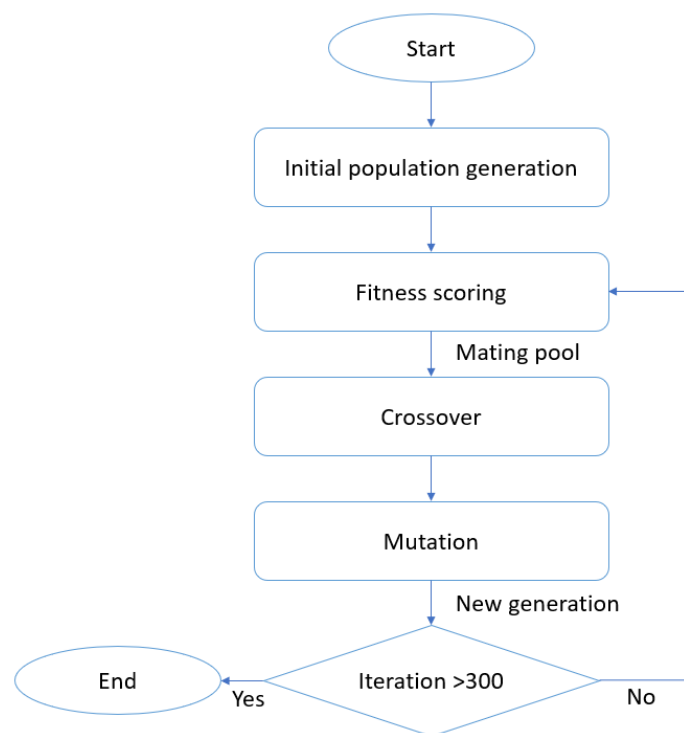 Start
Initial population generation
Fitness scoring
Mating pool
Crossover
Mutation
New generation
Iteration >300
End
Yes
No